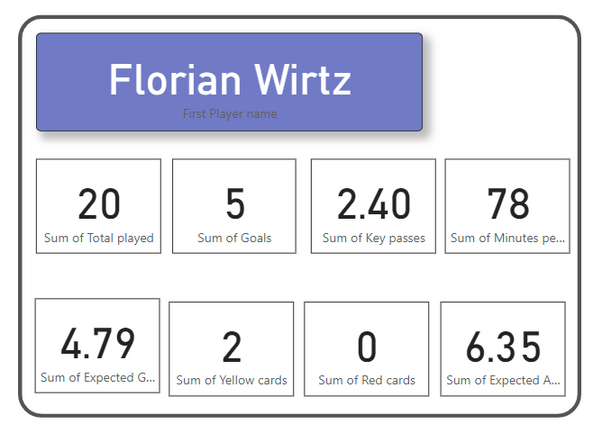 Florian Wirtz
First Player name
20
Sum of Total played
5
Sum of Goals
2.40
Sum of Key passes
78
Sum of Minutes pe...
4.79
Sum of Expected G...
2
Sum of Yellow cards
0
Sum of Red cards
6.35
Sum of Expected A...